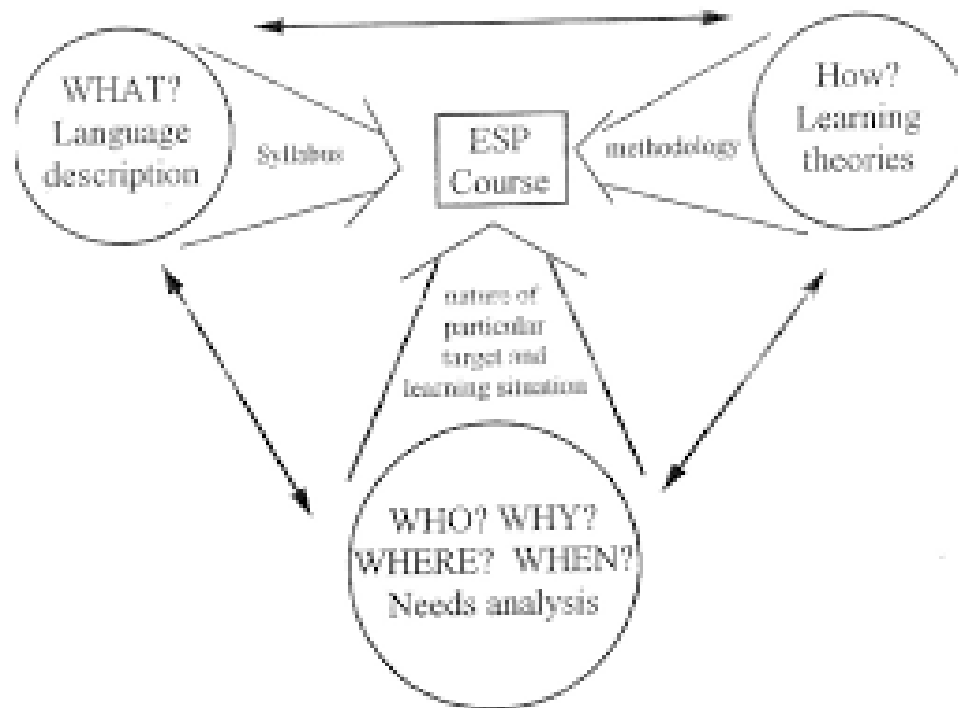 WHAT?
Language
description
Syllabus
ESP
Course
methodology
How?
Learning
theories
nature of
particular
target and
learning situation
WHO? WHY?
WHERE? WHEN?
Needs analysis